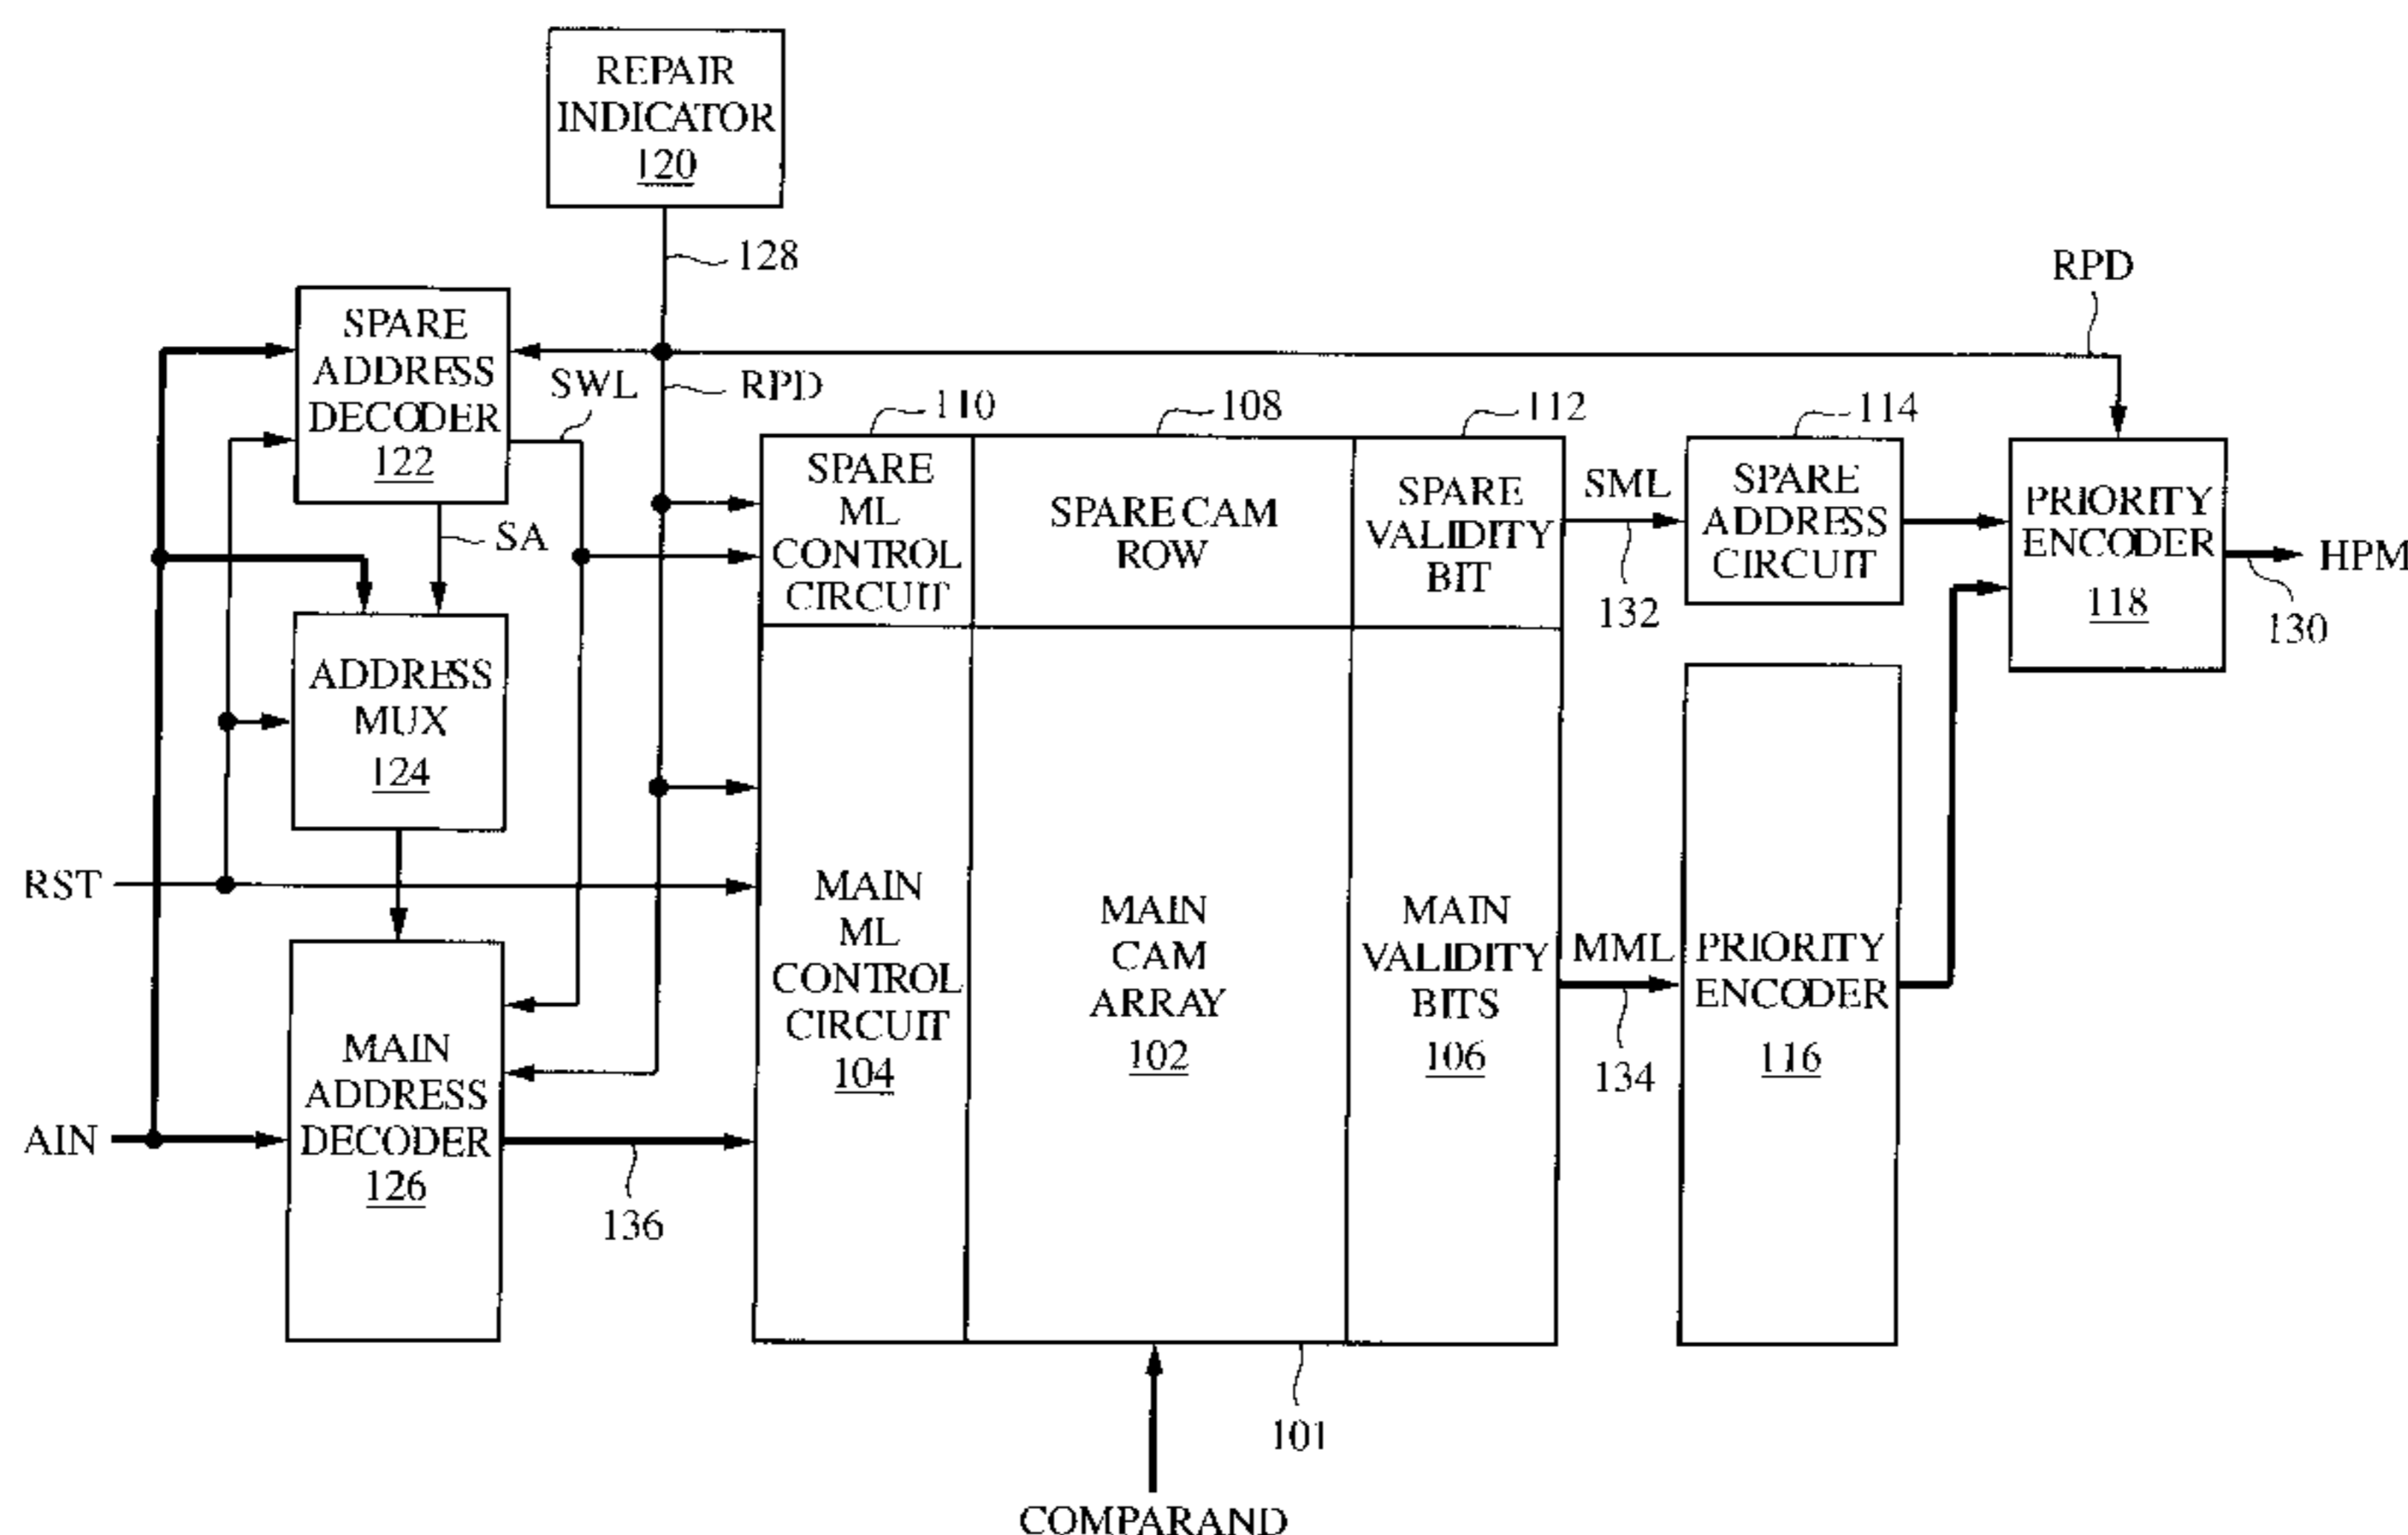 REPAIR
INDICATOR
120
128
RPD
SPARE
ADDRESS
DECODER
122
SWL
RPD
SA
110
108
112
114
SPARE
ML
CONTROL
CIRCUIT
SPARE CAM
ROW
SPARE
VALIDITY
BIT
SML
132
SPARE
ADDRESS
CIRCUIT
PRIORITY
ENCODER
118
HPM
130
ADDRESS
MUX
124
RST
MAIN
ML
CONTROL
CIRCUIT
104
MAIN
CAM
ARRAY
102
MAIN
VALIDITY
BITS
106
MML
134
PRIORITY
ENCODER
116
AIN
MAIN
ADDRESS
DECODER
126
136
101
COMPARAND